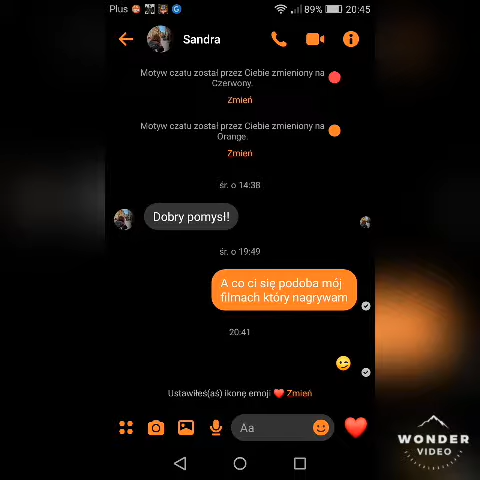 Plus 89% 20:45
Sandra
Motyw czatu został przez Ciebie zmieniony na
Czerwony.
Zmień
Motyw czatu został przez Ciebie zmieniony na
Orange.
Zmień
śr. o 14:38
Dobry pomysł!
śr. o 19:49
A co ci się podoba mój
filmach który nagrywam
20:41
Ustawiłeś(aś) ikonę emoji ❤️ Zmień
Aa
WONDER
VIDEO